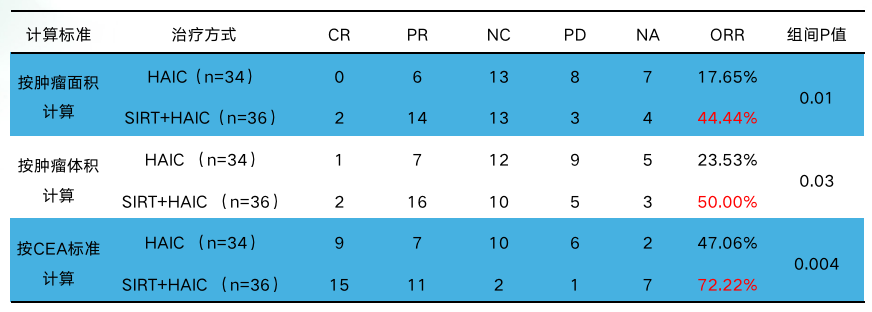 计算标准 治疗方式 CR PR NC PD NA ORR 组间P值
按肿瘤面积计算 HAIC（n=34） 0 6 13 8 7 17.65% 0.01
SIRT+HAIC（n=36） 2 14 13 3 4 44.44%
按肿瘤体积计算 HAIC （n=34） 1 7 12 9 5 23.53% 0.03
SIRT+HAIC （n=36） 2 16 10 5 3 50.00%
按CEA标准计算 HAIC （n=34） 9 7 10 6 2 47.06% 0.004
SIRT+HAIC （n=36） 15 11 2 1 7 72.22%